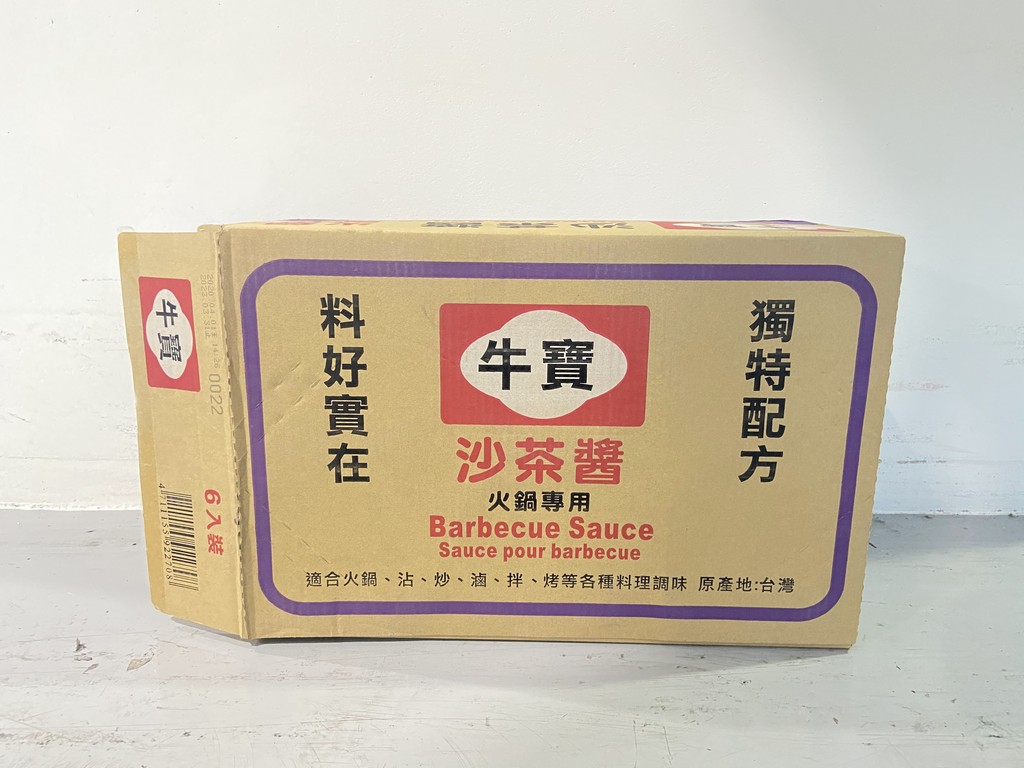 料好實在
牛寶
沙茶醬
火鍋專用
Barbecue Sauce
Sauce pour barbecue
獨特配方
適合火鍋、沾、炒、滷、拌、烤等各種料理調味 原產地:台灣
牛寶
0022
6入裝
4711155922708